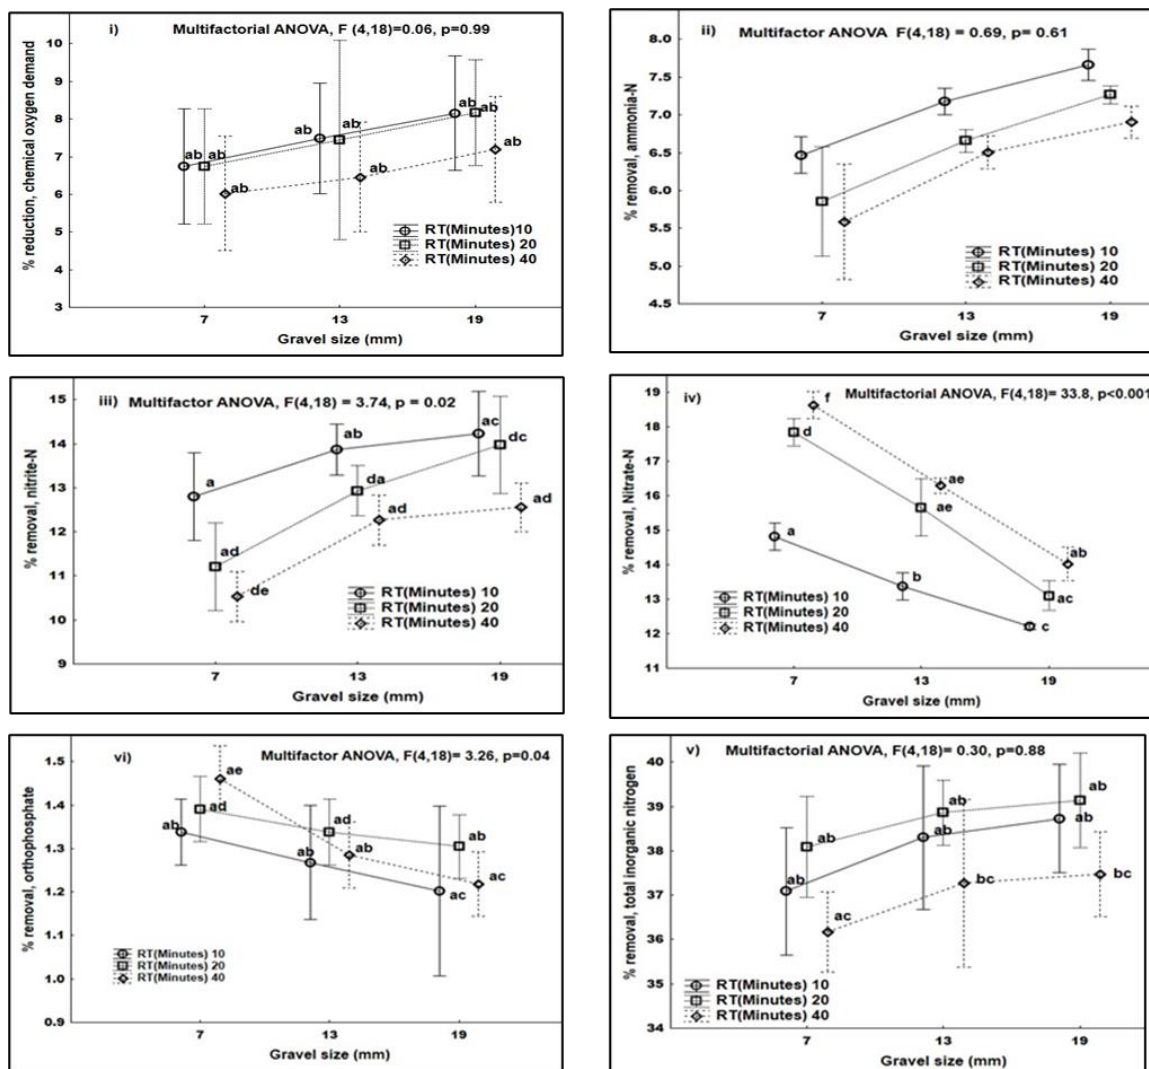 i) Multifactorial ANOVA, F (4,18)=0.06, p=0.99
% reduction, chemical oxygen demand
10
9
8
7
6
5
4
3
ab ab
ab
ab
ab
ab
ab
ab
ab
RT(Minutes)10
RT(Minutes) 20
RT(Minutes) 40
7 13 19
Gravel size (mm)
ii) Multifactor ANOVA F(4,18) = 0.69, p= 0.61
% removal, ammonia-N
8.0
7.5
7.0
6.5
6.0
5.5
5.0
4.5
RT(Minutes) 10
RT(Minutes) 20
RT(Minutes) 40
7 13 19
Gravel size (mm)
iii) Multifactor ANOVA, F(4,18) = 3.74, p = 0.02
% removal, nitrite-N
15
14
13
12
11
10
9
a
ab
ac
ad
da
dc
de
ad
ad
RT(Minutes) 10
RT(Minutes) 20
RT(Minutes) 40
7 13 19
Gravel size (mm)
iv) Multifactorial ANOVA, F(4,18)= 33.8, p<0.001
% removal, Nitrate-N
19
18
17
16
15
14
13
12
11
f
d
ae
ae
a
ab
b
ac
c
RT(Minutes) 10
RT(Minutes) 20
RT(Minutes) 40
7 13 19
Gravel size (mm)
vi) Multifactor ANOVA, F(4,18)= 3.26, p=0.04
% removal, orthophosphate
1.5
1.4
1.3
1.2
1.1
1.0
0.9
ae
ad
ab
ad
ab
ab
ab
ac
ac
RT(Minutes) 10
RT(Minutes) 20
RT(Minutes) 40
7 13 19
Gravel size (mm)
v) Multifactorial ANOVA, F(4,18)= 0.30, p=0.88
% removal, total inorganic nitrogen
40
39
38
37
36
35
34
ab
ab
ab
ab
ab
ab
ac
bc
bc
RT(Minutes) 10
RT(Minutes) 20
RT(Minutes) 40
7 13 19
Gravel size (mm)